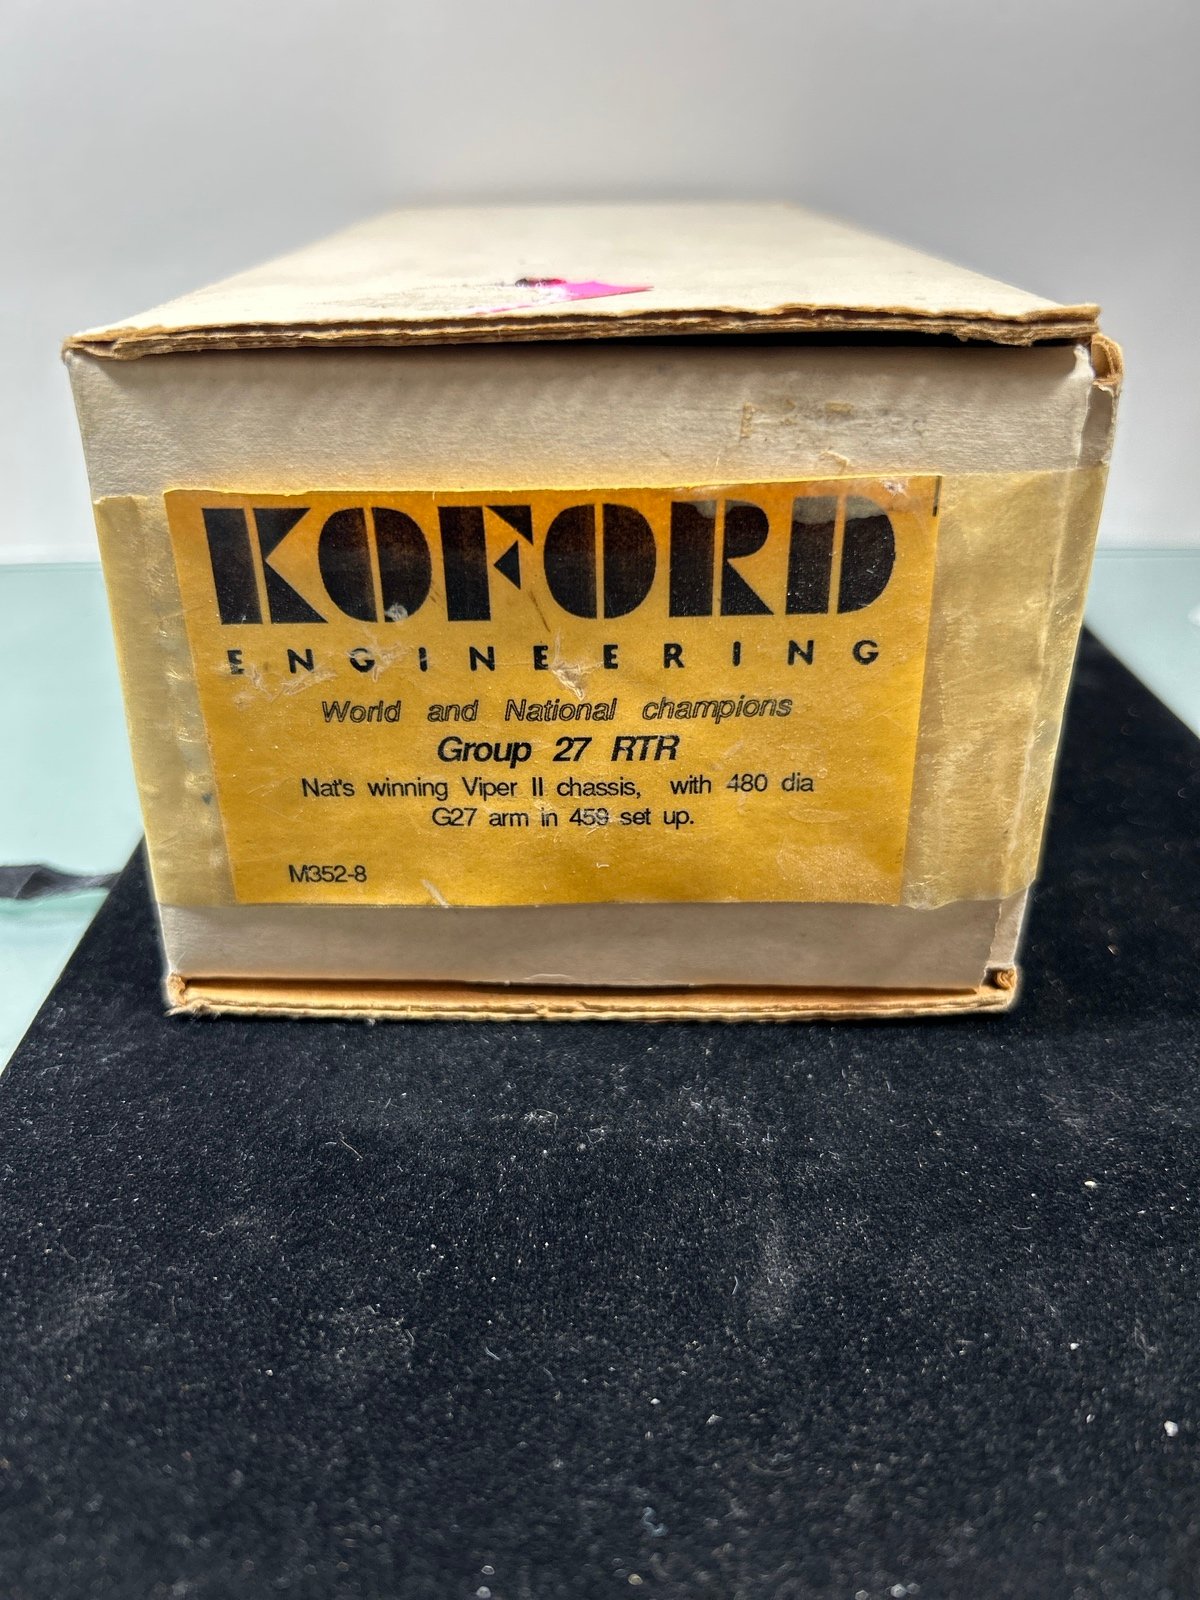 KOFORD
ENGINEERING
World and National champions
Group 27 RTR
Nat's winning Viper II chassis, with 480 dia
G27 arm in 459 set up.
M352-8